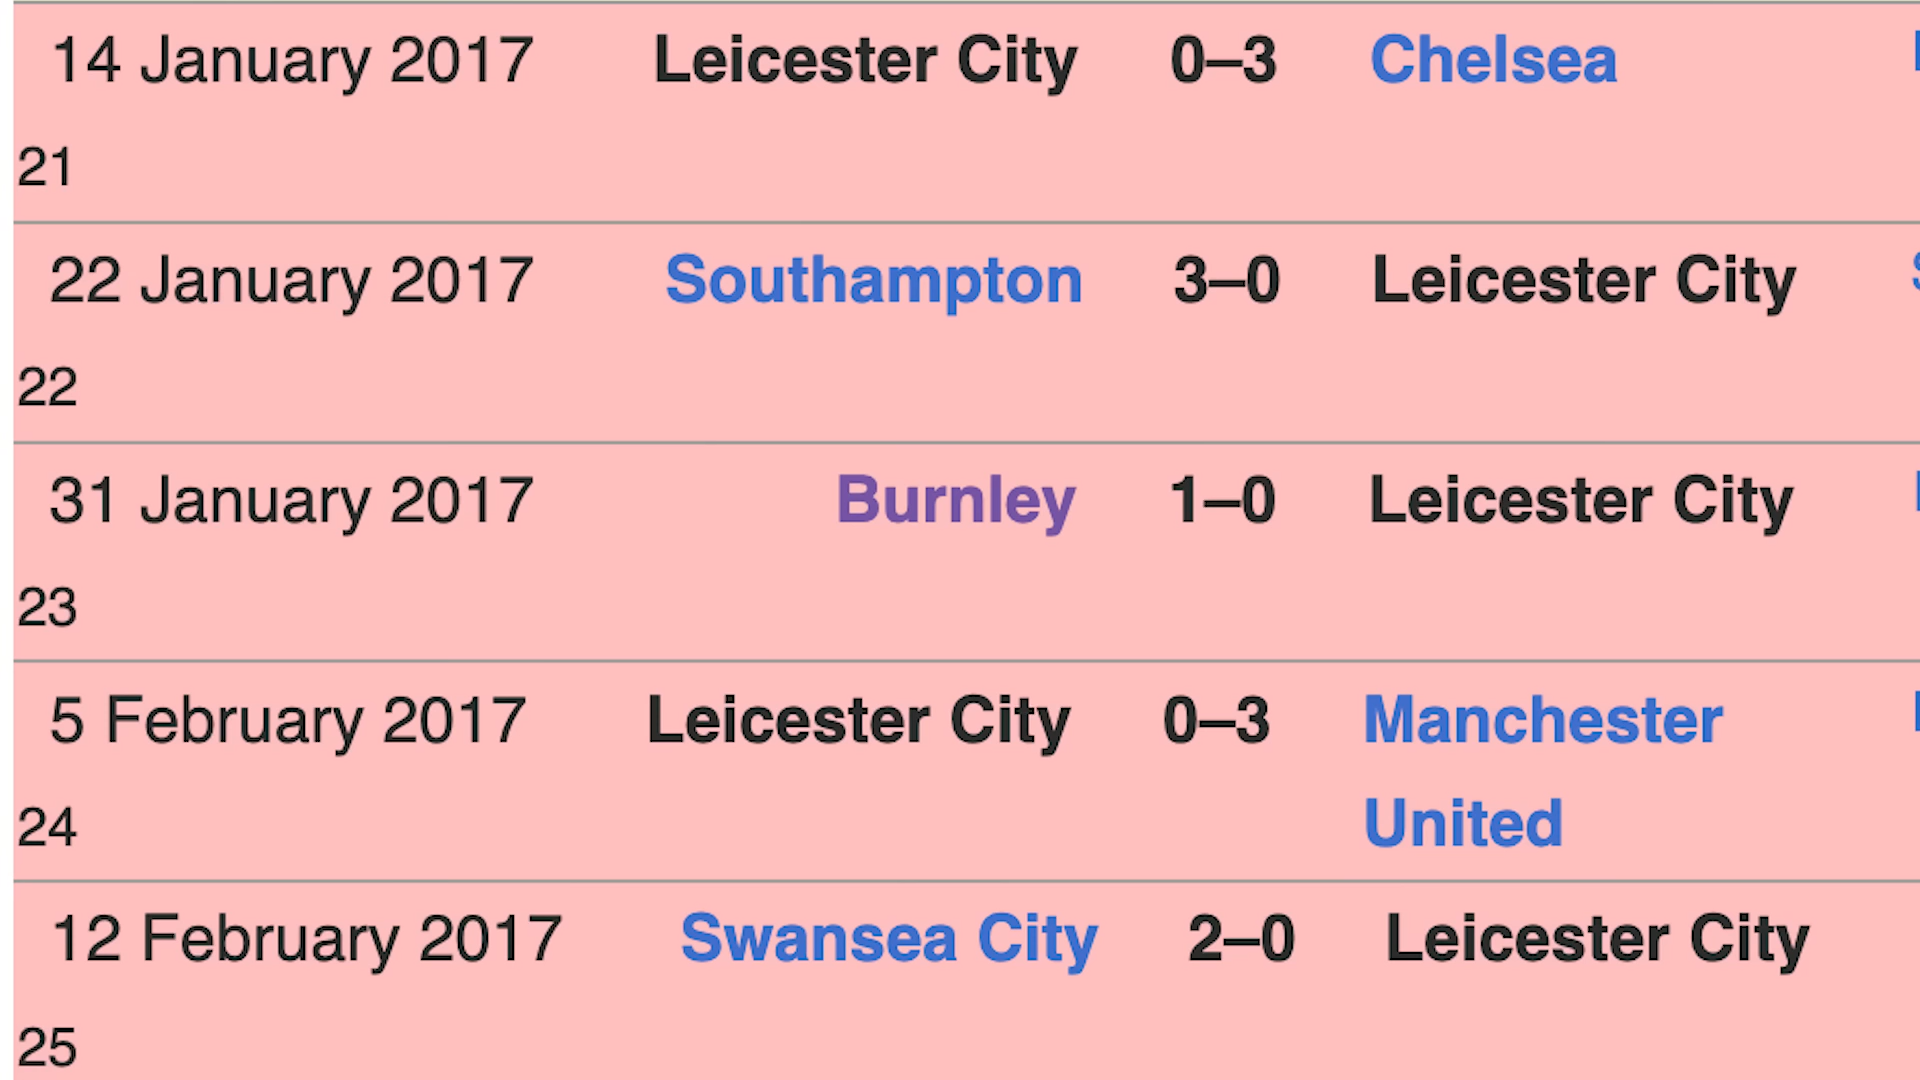 14 January 2017 Leicester City 0–3 Chelsea
21
22 January 2017 Southampton 3–0 Leicester City
22
31 January 2017 Burnley 1–0 Leicester City
23
5 February 2017 Leicester City 0–3 Manchester
24 United
12 February 2017 Swansea City 2–0 Leicester City
25